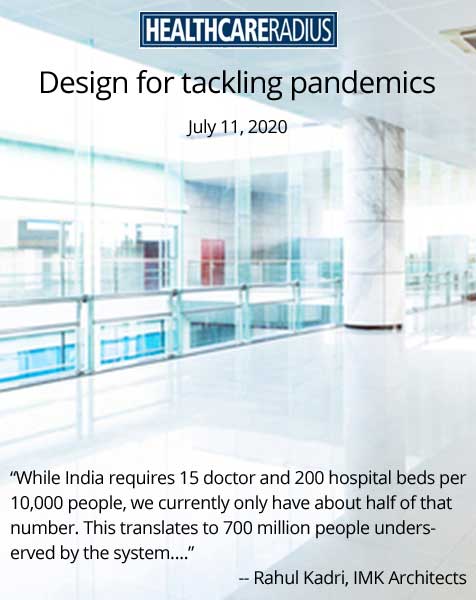 HEALTHCARERADIUS
Design for tackling pandemics
July 11, 2020
“While India requires 15 doctor and 200 hospital beds per
10,000 people, we currently only have about half of that
number. This translates to 700 million people unders-
erved by the system....”
-- Rahul Kadri, IMK Architects